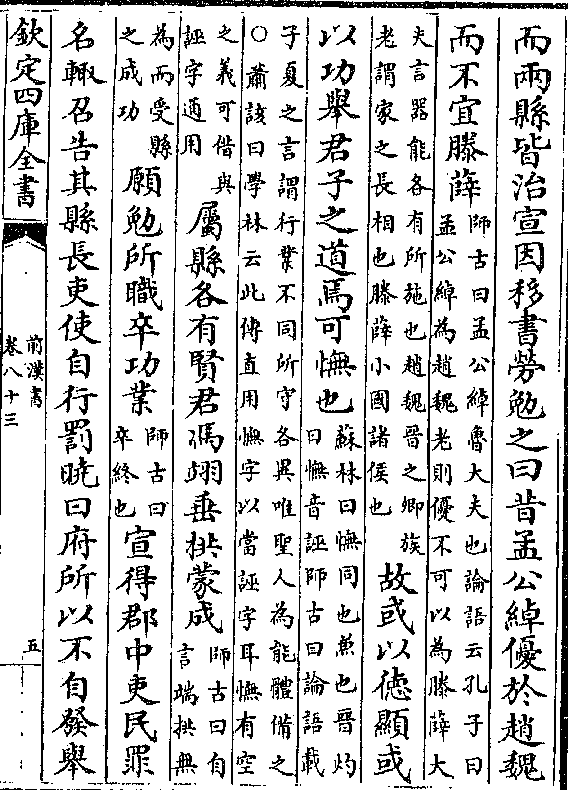 而兩縣皆治宣因移書勞勉之曰昔孟公綽優於趙魏
而不宜滕薛
師古曰孟公綽魯大夫也論語云孔子曰
孟公綽為趙魏老則優不可以為滕薛大
夫言器能各有所施也趙魏晉之卿族
老謂家之長相也滕薛小國諸侯也
故或以徳顯或
以功舉君子之道焉可憮也
蘇林曰憮同也兼也晉灼
曰憮音誣師古曰論語載
子夏之言謂行業不同所守各異唯聖人為能體備之
○蕭該曰學林云此傳直用憮字以當誣字耳憮有空
之義可借與
誣字通用
屬縣各有賢君馮翊垂拱蒙成
師古曰自
言端拱無
為而受縣
之成功
願勉所職卒功業
師古曰
卒終也
宣得郡中吏民罪
名輒召告其縣長吏使自行罰曉曰府所以不自發舉
欽定四庫全書
前漢書
卷八十三
五